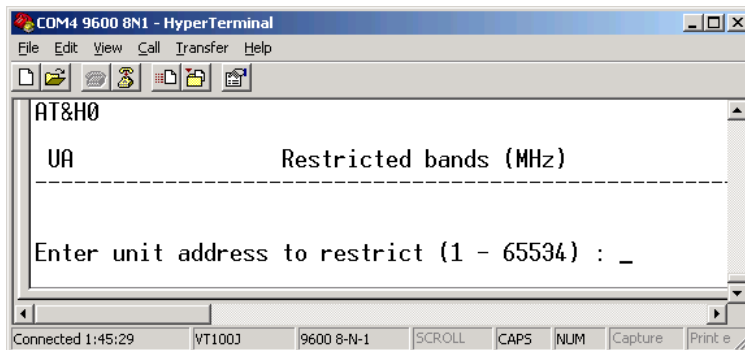 COM4 9600 8N1 - HyperTerminal
File Edit View Call Transfer Help
AT&H0
UA Restricted bands (MHz)
--------------------------------------------------------------
Enter unit address to restrict (1 - 65534) : _
Connected 1:45:29 VT100J 9600 8-N-1 SCROLL CAPS NUM Capture Print e